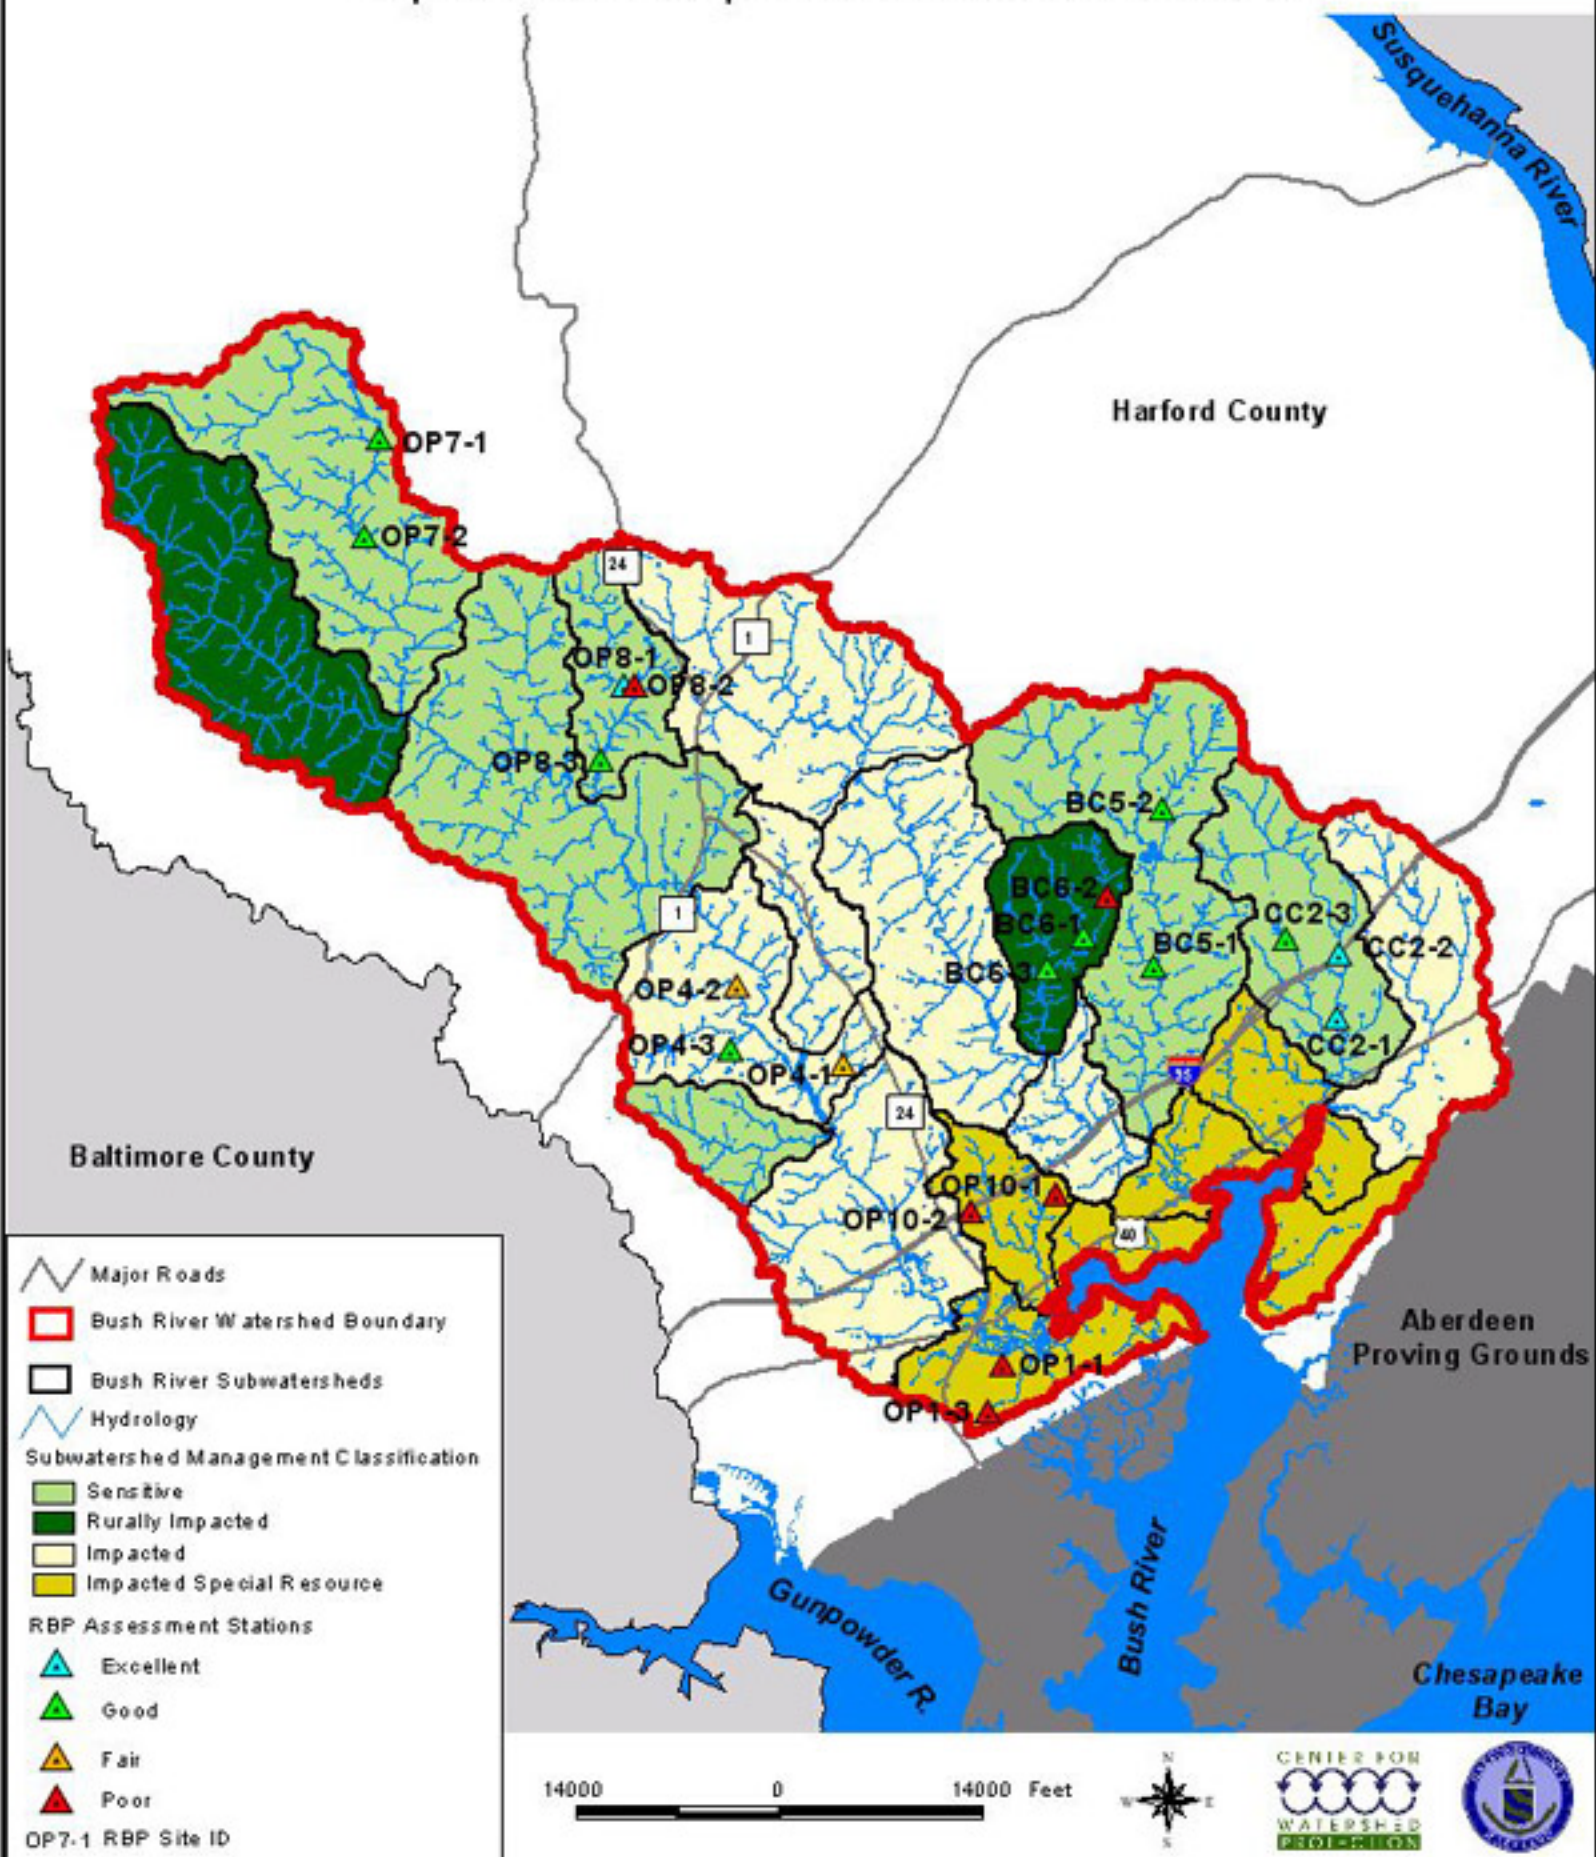 Susquehanna River
Harford County
OP7-1
OP7-2
24
1
OP8-1
OP8-2
OP8-3
BC5-2
BC6-2
1
CC2-3
BC6-1
BC5-1
CC2-2
BC6-3
OP4-2
OP4-3
CC2-1
OP4-1
95
24
Baltimore County
OP10-1
OP10-2
40
Aberdeen
Proving Grounds
OP1-1
OP1-3
Major Roads
Bush River Watershed Boundary
Bush River Subwatersheds
Hydrology
Subwatershed Management Classification
Sensitive
Rurally Impacted
Impacted
Impacted Special Resource
RBP Assessment Stations
Excellent
Good
Fair
Poor
OP7-1 RBP Site ID
Gunpowder R.
Bush River
Chesapeake
Bay
14000 0 14000 Feet
N
W E
S
CENTER FOR
WATERSHED
PROTECTION